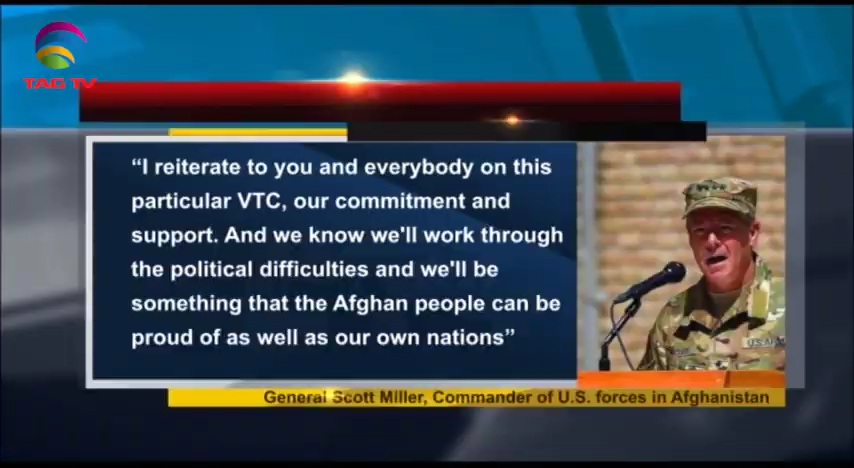 TAG TV
“I reiterate to you and everybody on this
particular VTC, our commitment and
support. And we know we'll work through
the political difficulties and we'll be
something that the Afghan people can be
proud of as well as our own nations”
General Scott Miller, Commander of U.S. forces in Afghanistan